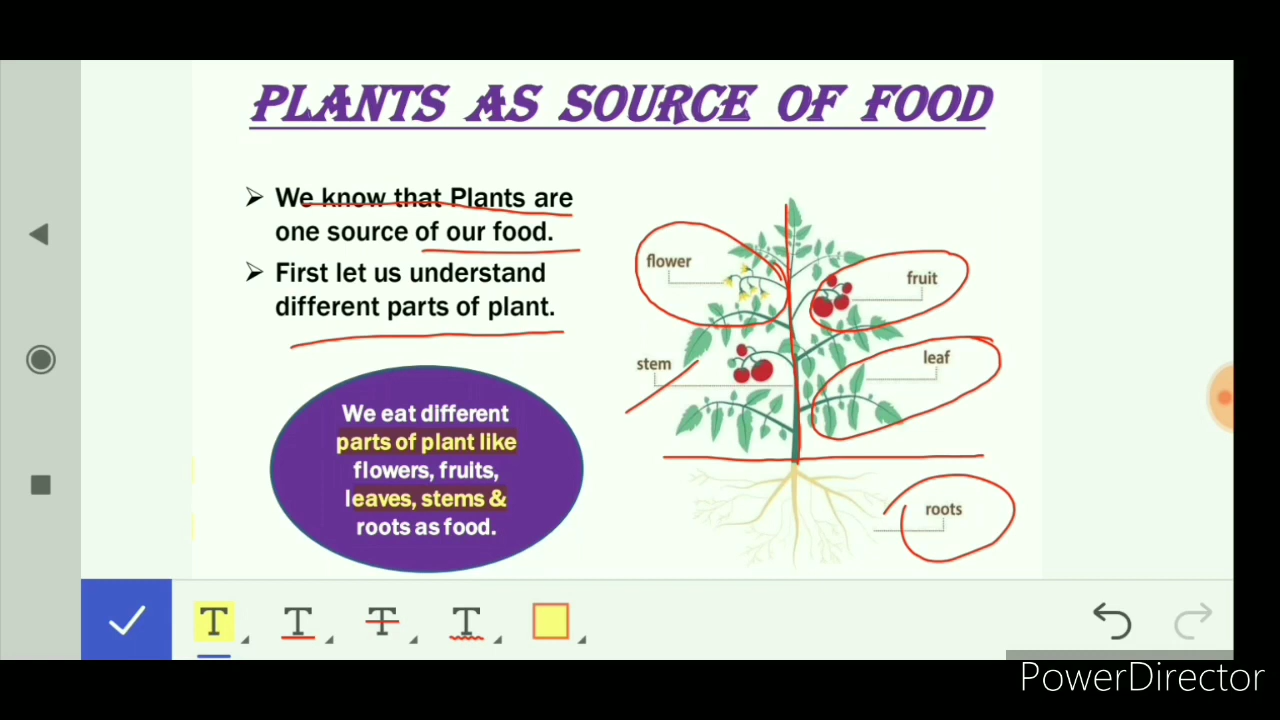 PLANTS AS SOURCE OF FOOD
➢ We know that Plants are
one source of our food.
➢ First let us understand
different parts of plant.
We eat different
parts of plant like
flowers, fruits,
leaves, stems &
roots as food.
flower
fruit
stem
leaf
roots
T T T T
PowerDirector